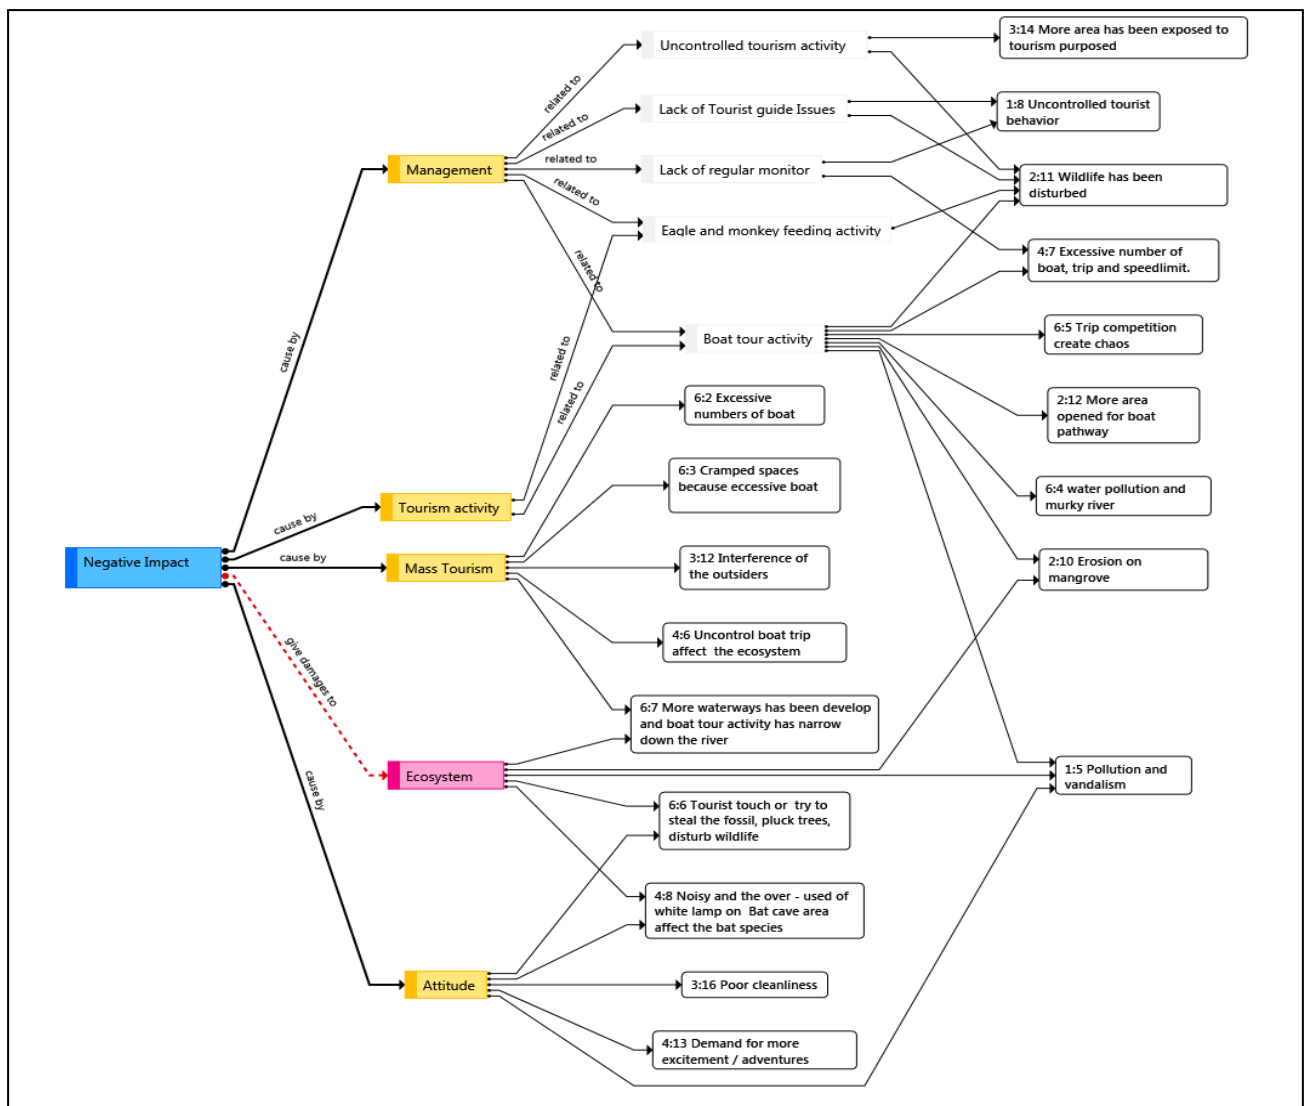 Uncontrolled tourism activity
3:14 More area has been exposed to
tourism purposed
related to
Lack of Tourist guide Issues
1:8 Uncontrolled tourist
behavior
related to
Management
related to
Lack of regular monitor
2:11 Wildlife has been
disturbed
related to
Eagle and monkey feeding activity
4:7 Excessive number of
boat, trip and speedlimit.
related to
Boat tour activity
6:5 Trip competition
create chaos
cause by
related to
related to
6:2 Excessive
numbers of boat
2:12 More area
opened for boat
pathway
6:3 Cramped spaces
because eccessive boat
6:4 water pollution and
murky river
Tourism activity
cause by
Negative Impact
cause by
Mass Tourism
3:12 Interference of
the outsiders
2:10 Erosion on
mangrove
4:6 Uncontrol boat trip
affect the ecosystem
give damages to
6:7 More waterways has been develop
and boat tour activity has narrow
down the river
Ecosystem
1:5 Pollution and
vandalism
cause by
6:6 Tourist touch or try to
steal the fossil, pluck trees,
disturb wildlife
4:8 Noisy and the over - used of
white lamp on Bat cave area
affect the bat species
Attitude
3:16 Poor cleanliness
4:13 Demand for more
excitement / adventures